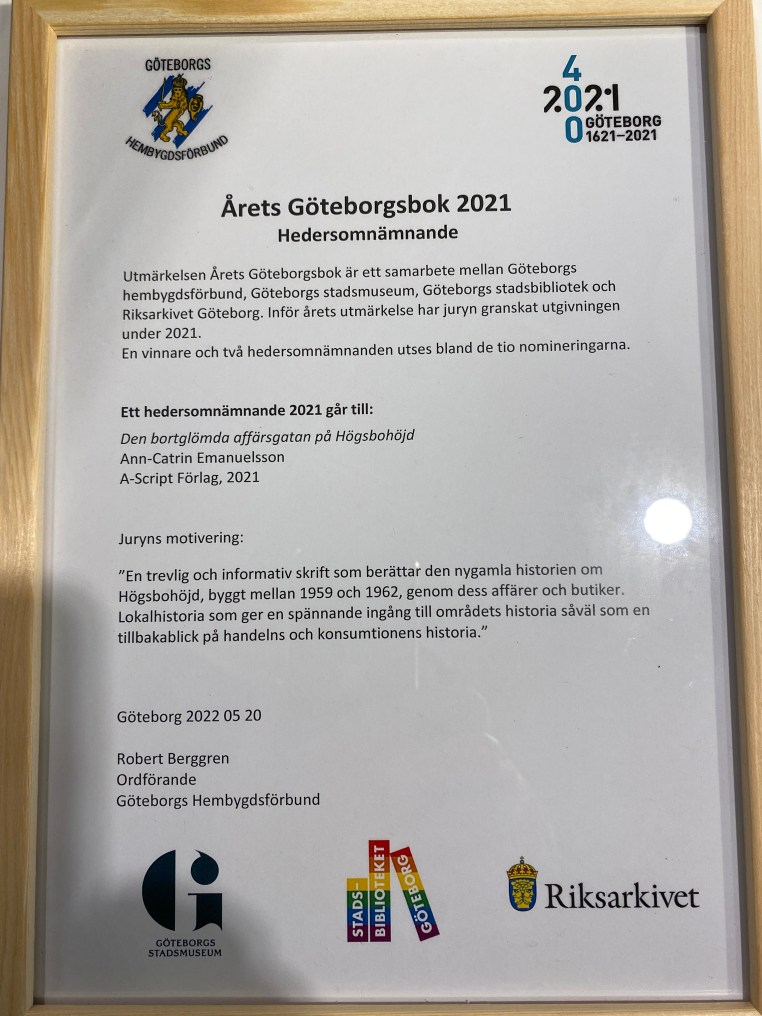 GÖTEBORGS
HEMBYGDSFÖRBUND
4
2021
0
GÖTEBORG
1621–2021
Årets Göteborgsbok 2021
Hedersomnämnande
Utmärkelsen Årets Göteborgsbok är ett samarbete mellan Göteborgs
hembygdsförbund, Göteborgs stadsmuseum, Göteborgs stadsbibliotek och
Riksarkivet Göteborg. Inför årets utmärkelse har juryn granskat utgivningen
under 2021.
En vinnare och två hedersomnämnanden utses bland de tio nomineringarna.
Ett hedersomnämnande 2021 går till:
Den bortglömda affärsgatan på Högsbohöjd
Ann-Catrin Emanuelsson
A-Script Förlag, 2021
Juryns motivering:
”En trevlig och informativ skrift som berättar den nygamla historien om
Högsbohöjd, byggt mellan 1959 och 1962, genom dess affärer och butiker.
Lokalhistoria som ger en spännande ingång till områdets historia såväl som en
tillbakablick på handelns och konsumtionens historia.”
Göteborg 2022 05 20
Robert Berggren
Ordförande
Göteborgs Hembygdsförbund
G
GÖTEBORGS
STADSMUSEUM
STADS-
BIBLIOTEKET
GÖTEBORG
Riksarkivet